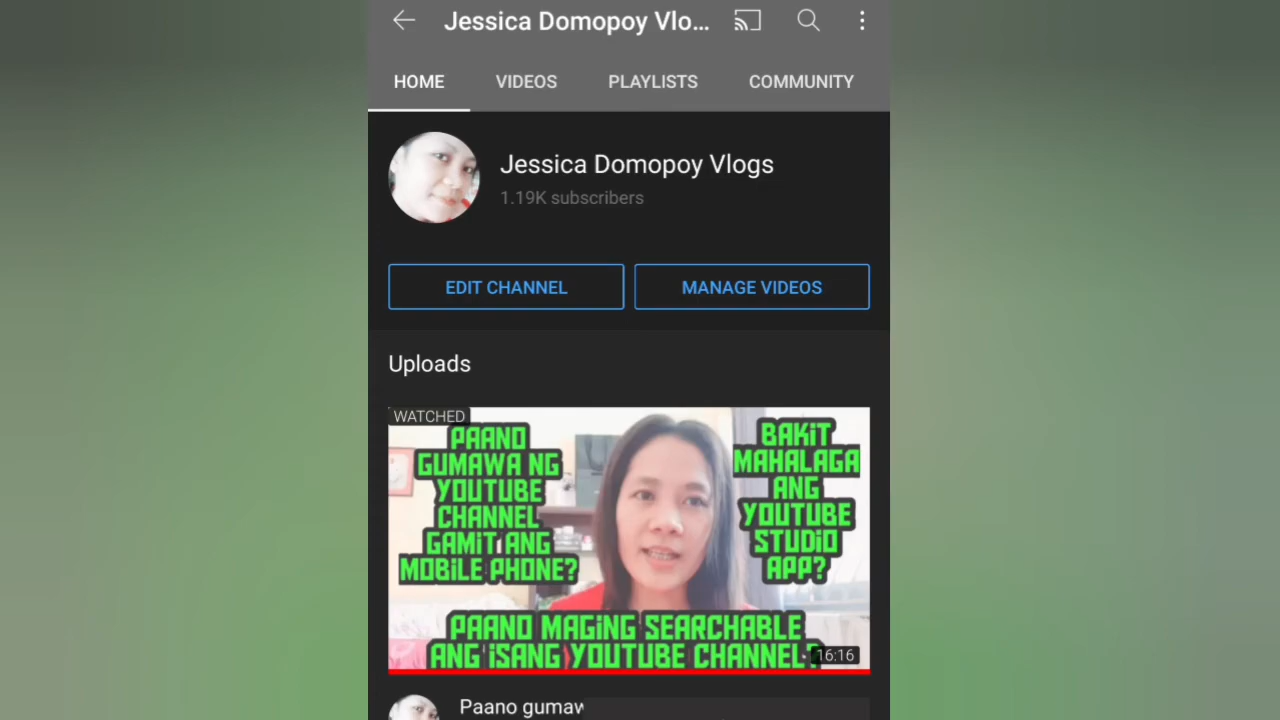 Jessica Domopoy Vlo...
HOME VIDEOS PLAYLISTS COMMUNITY
Jessica Domopoy Vlogs
1.19K subscribers
EDIT CHANNEL MANAGE VIDEOS
Uploads
WATCHED
PAANO
GUMAWA NG
YOUTUBE
CHANNEL
GAMIT ANG
MOBILE PHONE?
BAKIT
MAHALAGA
ANG
YOUTUBE
STUDIO
APP?
PAANO MAGING SEARCHABLE
ANG ISANG YOUTUBE CHANNEL?
16:16
Paano